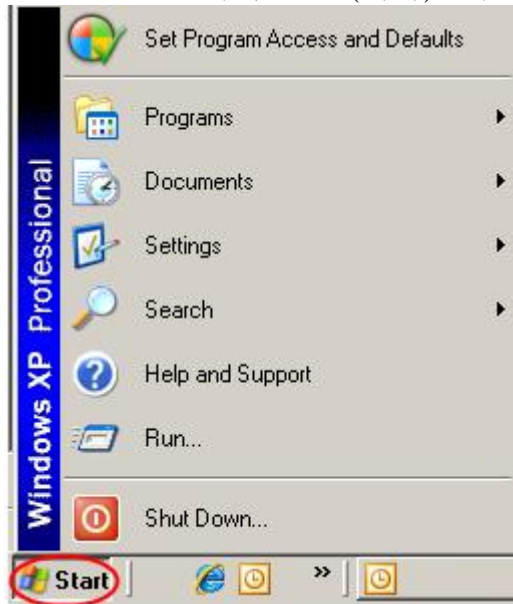 Set Program Access and Defaults
Programs
Documents
Settings
Search
Help and Support
Run...
Shut Down...
Windows XP Professional
Start
»